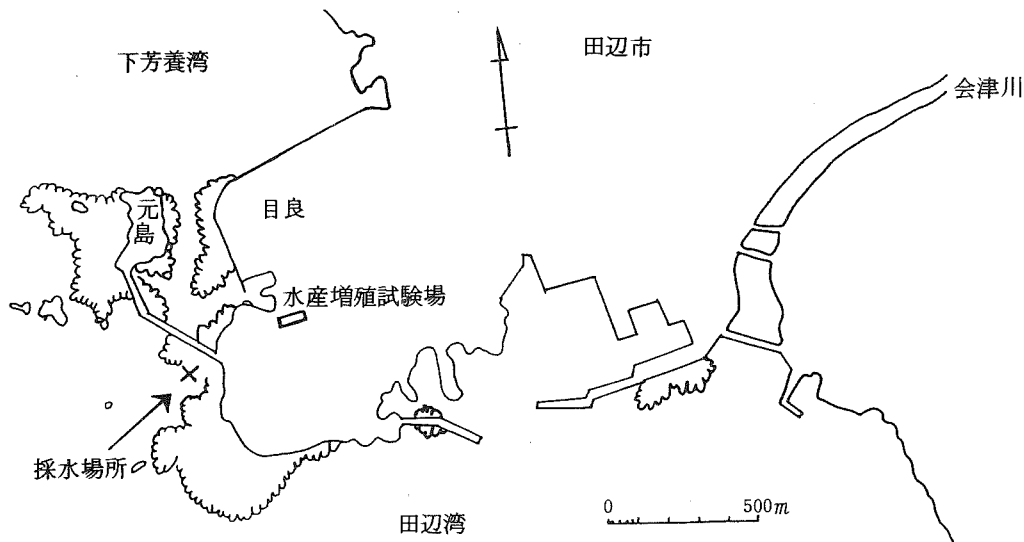 田辺市
下芳養湾
会津川
元島
目良
水産増殖試験場
採水場所
田辺湾
0 500m